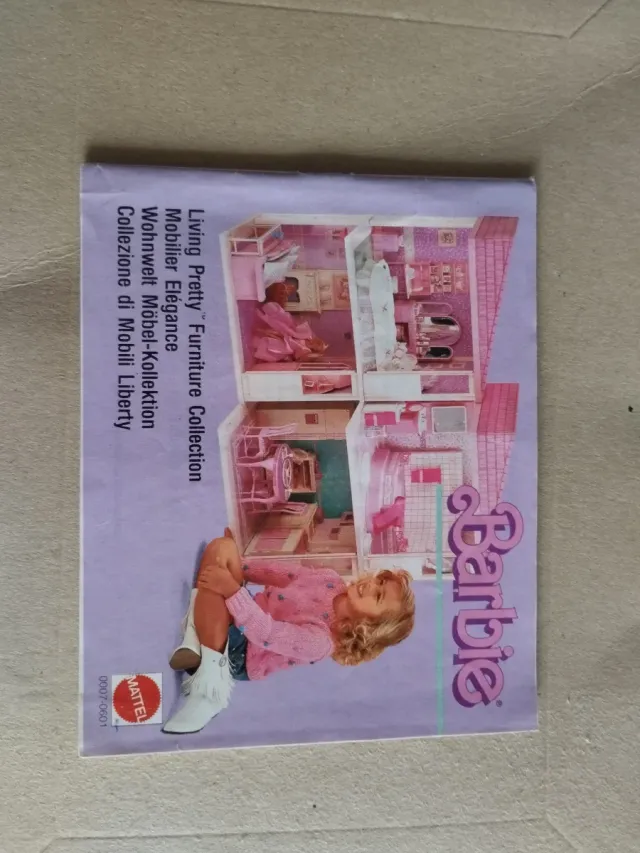 Barbie®
Living Pretty™ Furniture Collection
Mobilier Elégance
Wohnwelt Möbel-Kollektion
Collezione di Mobili Liberty
MATTEL
0007-0601